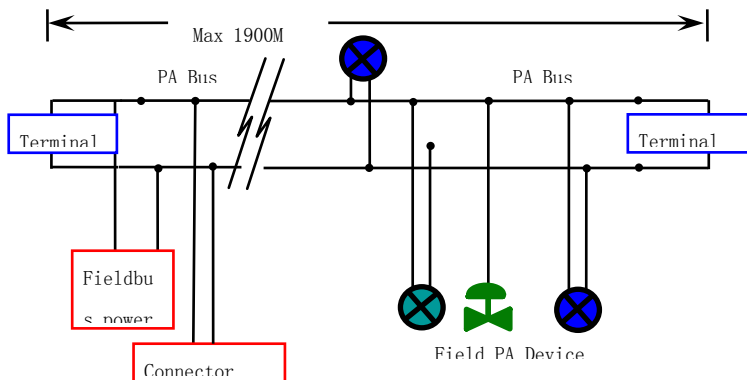 Max 1900M
PA Bus
PA Bus
Terminal
Terminal
Fieldbu
s power
Connector
Field PA Device